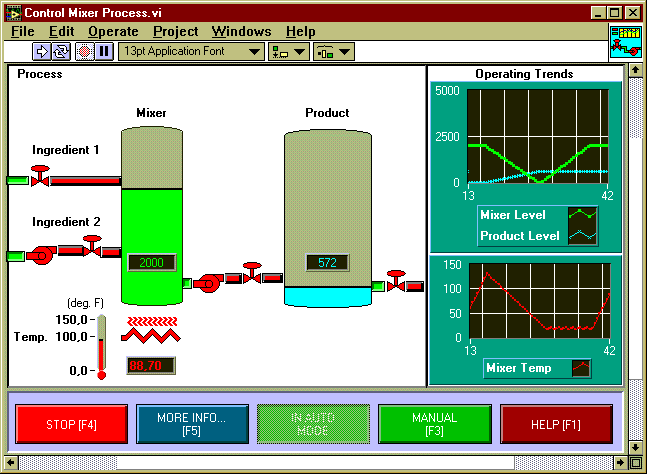 Control Mixer Process.vi
File Edit Operate Project Windows Help
13pt Application Font
Process
Operating Trends
Mixer
Product
Ingredient 1
Ingredient 2
2000
572
(deg. F)
150,0
Temp. 100,0
0,0
88,70
5000
2500
0
13 42
Mixer Level
Product Level
150
100
50
0
13 42
Mixer Temp
STOP [F4]
MORE INFO...
[F5]
IN AUTO
MODE
MANUAL
[F3]
HELP [F1]